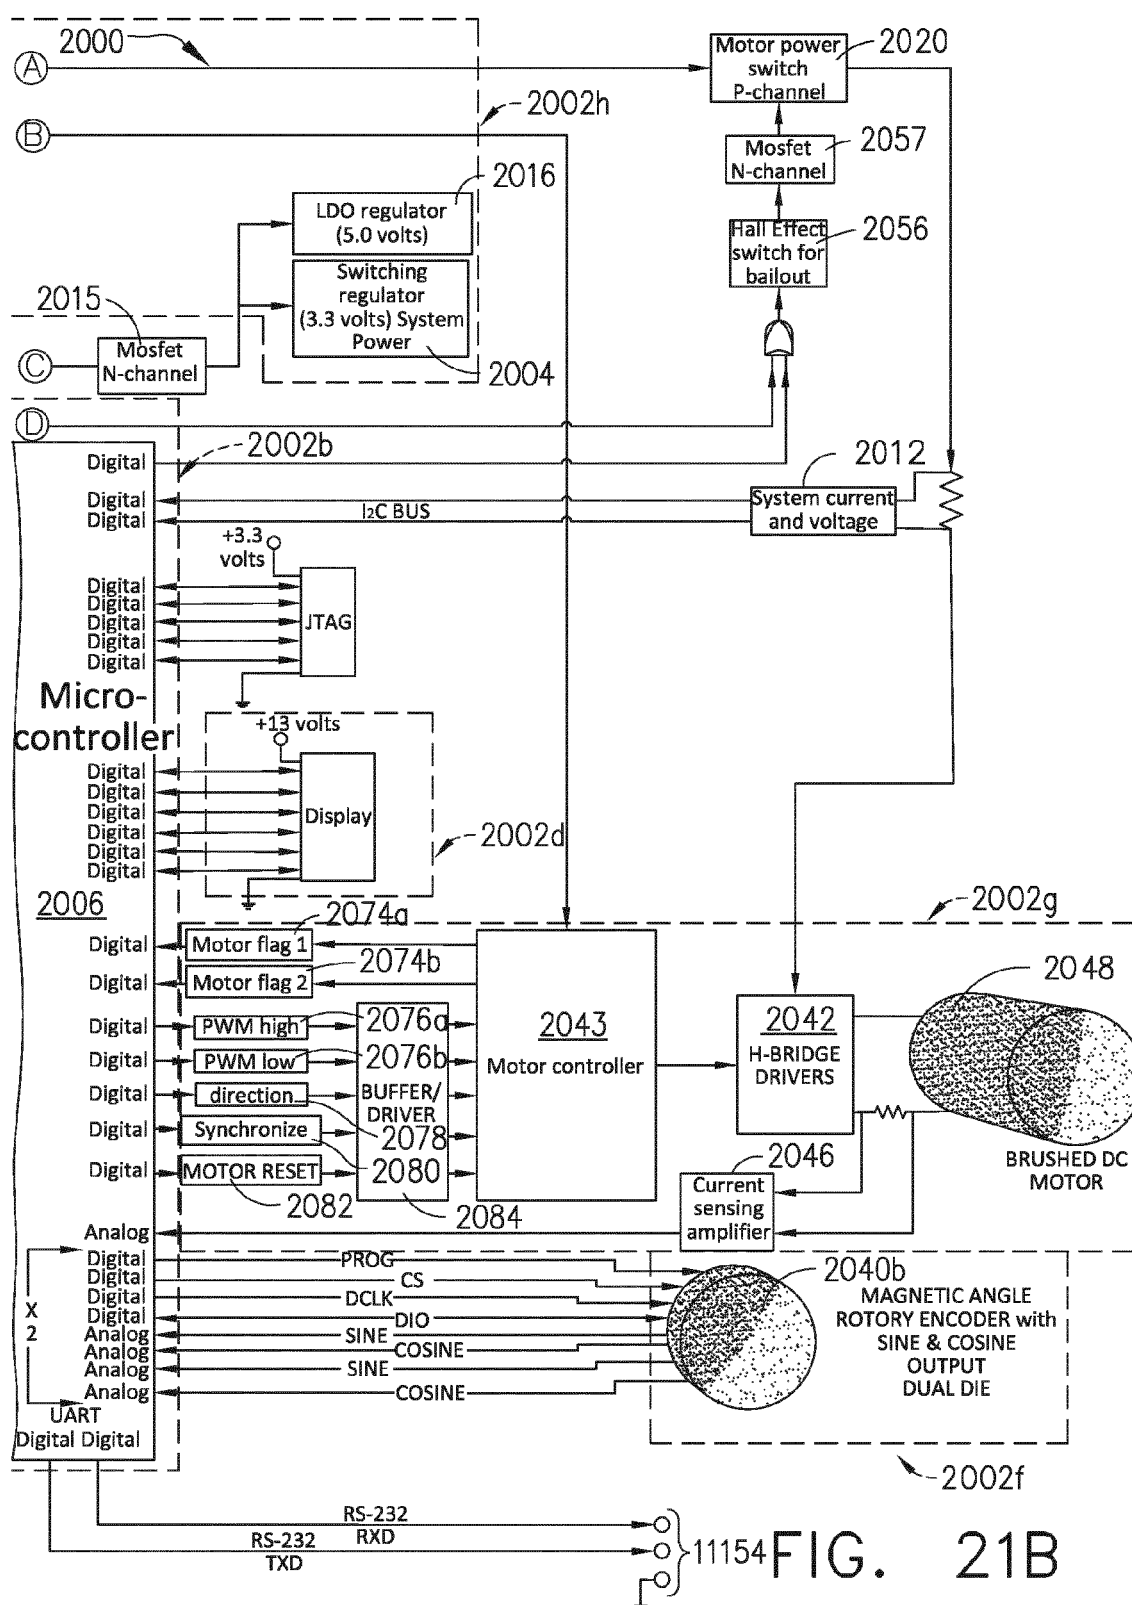 2000
A
Motor power
switch
P-channel
2020
2002h
B
Mosfet
N-channel
2057
2016
LDO regulator
(5.0 volts)
Hall Effect
switch for
bailout
2056
Switching
regulator
(3.3 volts) System
Power
2015
Mosfet
N-channel
C
2004
D
2002b
Digital
2012
Digital
Digital
I2C BUS
System current
and voltage
+3.3
volts
Digital
Digital
Digital
Digital
Digital
JTAG
Micro-
controller
+13 volts
Digital
Digital
Digital
Digital
Digital
Digital
Display
2002d
2006
2002g
2074a
Digital
Motor flag 1
2074b
Digital
Motor flag 2
2048
Digital
PWM high
2076a
2043
Motor controller
2042
H-BRIDGE
DRIVERS
Digital
PWM low
2076b
Digital
direction
BUFFER/
DRIVER
2078
Digital
Synchronize
2080
Digital
MOTOR RESET
2082
2084
2046
Current
sensing
amplifier
BRUSHED DC
MOTOR
Analog
Digital
PROG
Digital
CS
Digital
DCLK
Digital
DIO
Analog
SINE
Analog
COSINE
Analog
SINE
Analog
COSINE
X
2
2040b
MAGNETIC ANGLE
ROTORY ENCODER with
SINE & COSINE
OUTPUT
DUAL DIE
UART
Digital Digital
2002f
RS-232
RXD
RS-232
TXD
11154
FIG. 21B